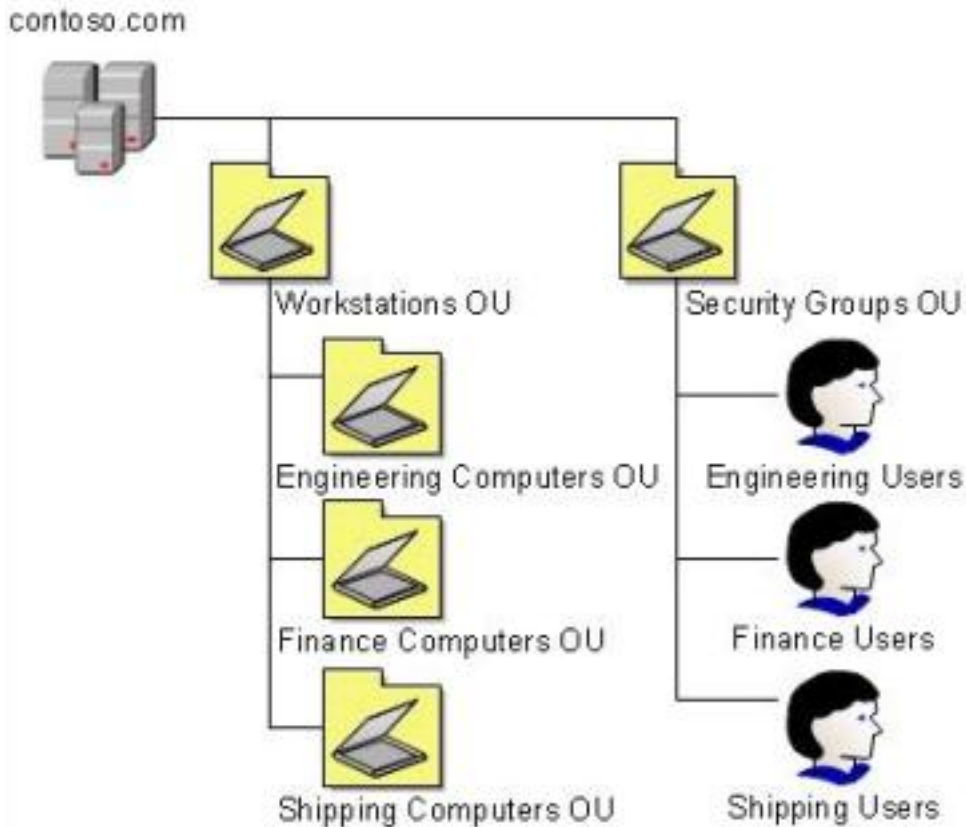 contoso.com
Workstations OU
Security Groups OU
Engineering Computers OU
Engineering Users
Finance Computers OU
Finance Users
Shipping Computers OU
Shipping Users